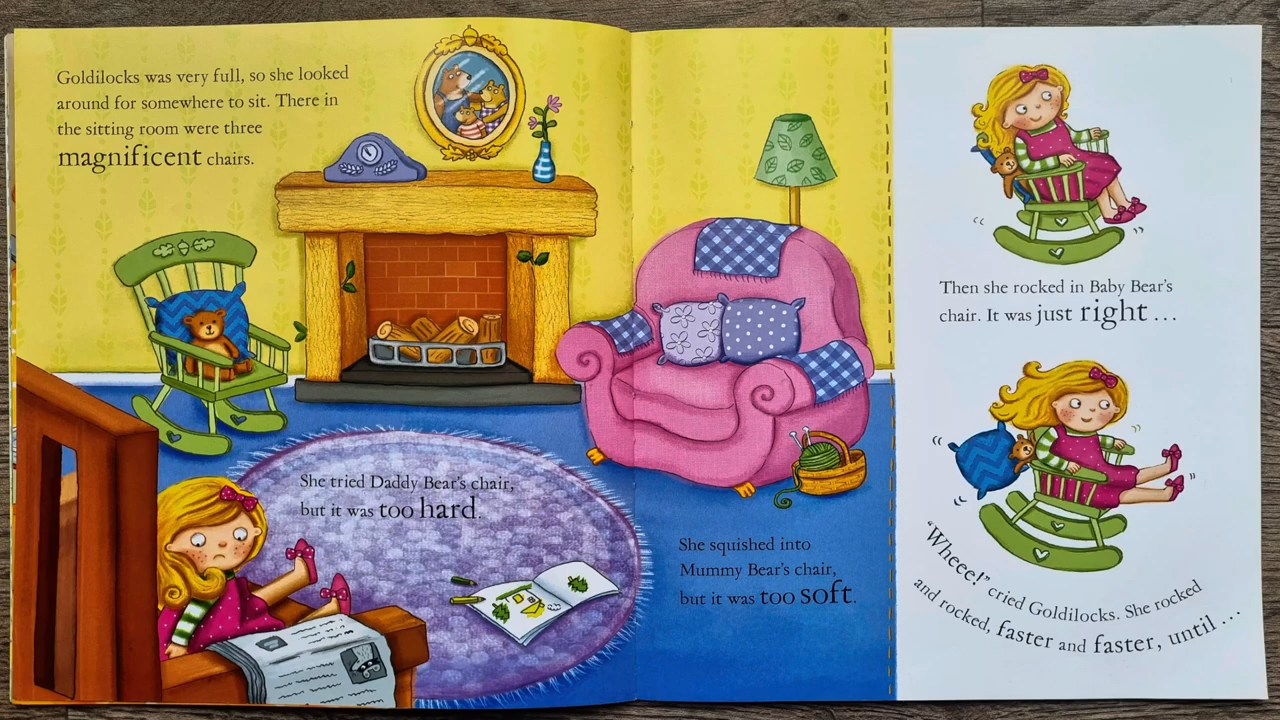 Goldilocks was very full, so she looked
around for somewhere to sit. There in
the sitting room were three
magnificent chairs.
She tried Daddy Bear's chair,
but it was too hard.
She squished into
Mummy Bear's chair,
but it was too soft.
Then she rocked in Baby Bear's
chair. It was just right ...
"Wheee!" cried Goldilocks. She rocked
and rocked, faster and faster, until ...